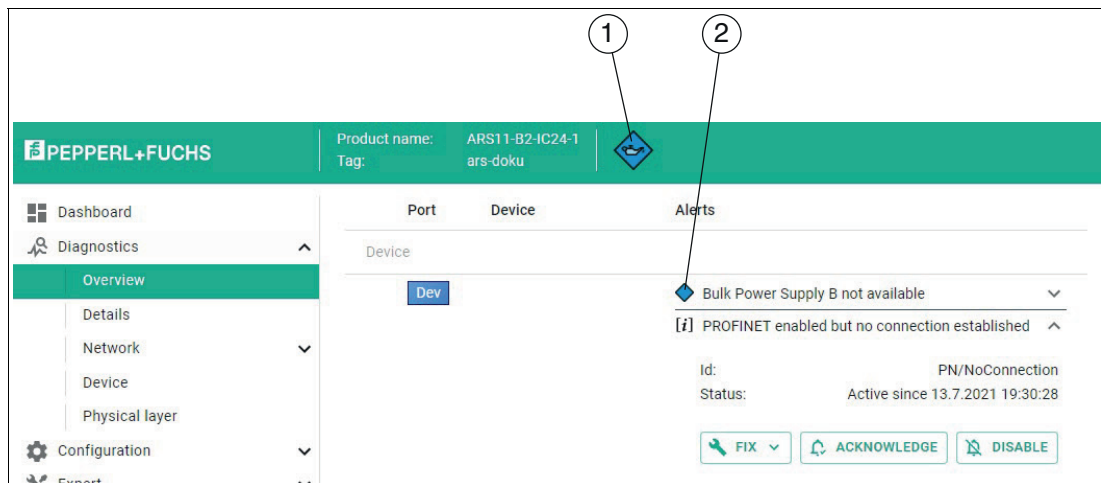 1 2
PEPPERL+FUCHS
Product name: ARS11-B2-IC24-1
Tag: ars-doku
Dashboard
Diagnostics
Overview
Details
Network
Device
Physical layer
Configuration
Expert
Port Device Alerts
Device
Dev
Bulk Power Supply B not available
[i] PROFINET enabled but no connection established
Id: PN/NoConnection
Status: Active since 13.7.2021 19:30:28
FIX ACKNOWLEDGE DISABLE